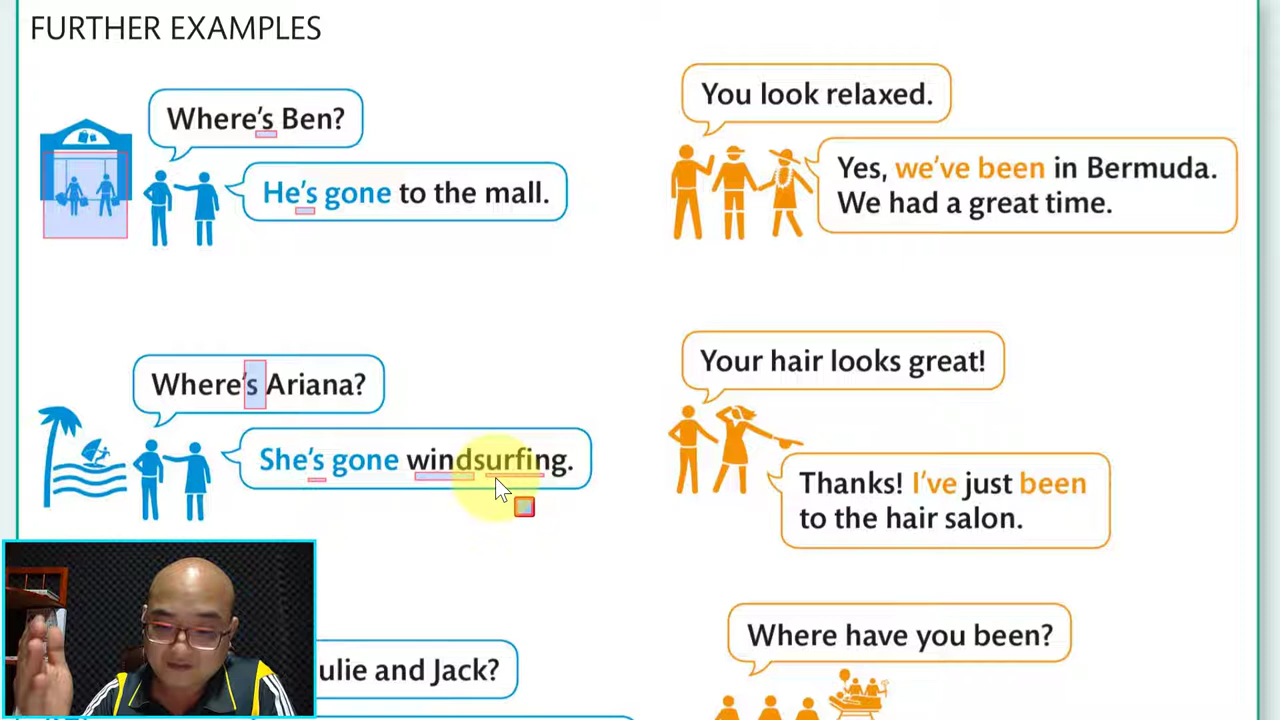 FURTHER EXAMPLES
Where's Ben?
He's gone to the mall.
Where's Ariana?
She's gone windsurfing.
ulie and Jack?
You look relaxed.
Yes, we've been in Bermuda.
We had a great time.
Your hair looks great!
Thanks! I've just been
to the hair salon.
Where have you been?